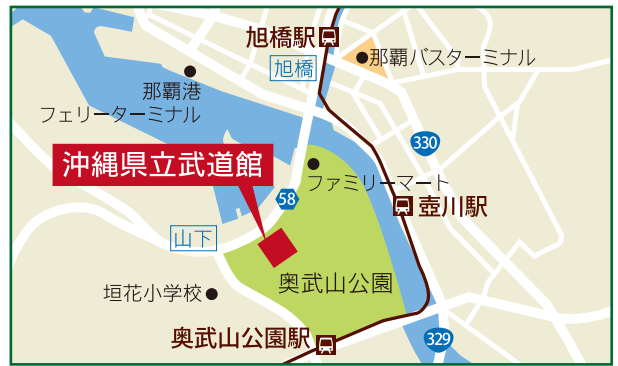 旭橋駅
旭橋
那覇バスターミナル
那覇港
フェリーターミナル
330
沖縄県立武道館
ファミリーマート
58
壺川駅
山下
奥武山公園
垣花小学校
奥武山公園駅
329